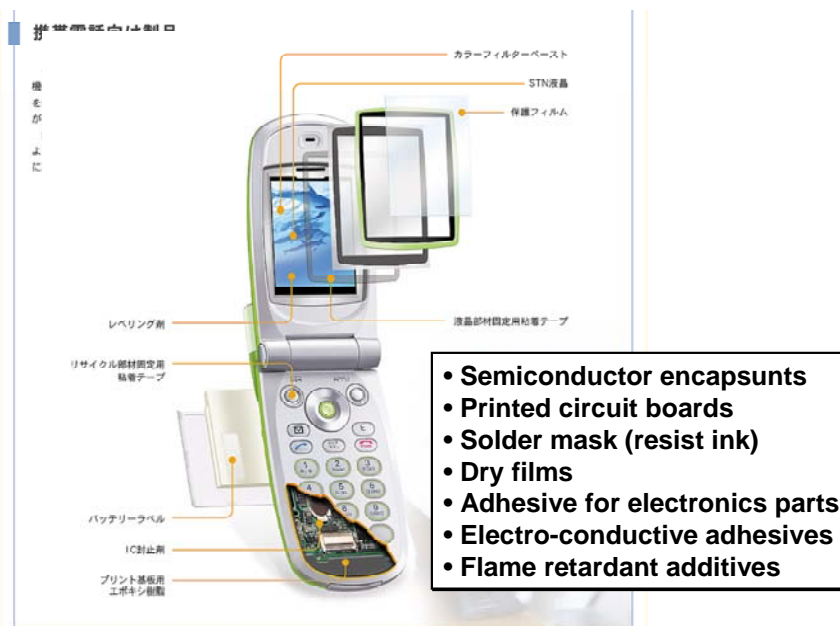 カラーフィルターペースト
STN液晶
保護フィルム
機
を
が
よ
に
レベリング剤
液晶部材固定用粘着テープ
リサイクル部材固定用
粘着テープ
• Semiconductor encapsunts
• Printed circuit boards
• Solder mask (resist ink)
• Dry films
• Adhesive for electronics parts
• Electro-conductive adhesives
• Flame retardant additives
バッテリーラベル
IC封止剤
プリント基板用
エポキシ樹脂